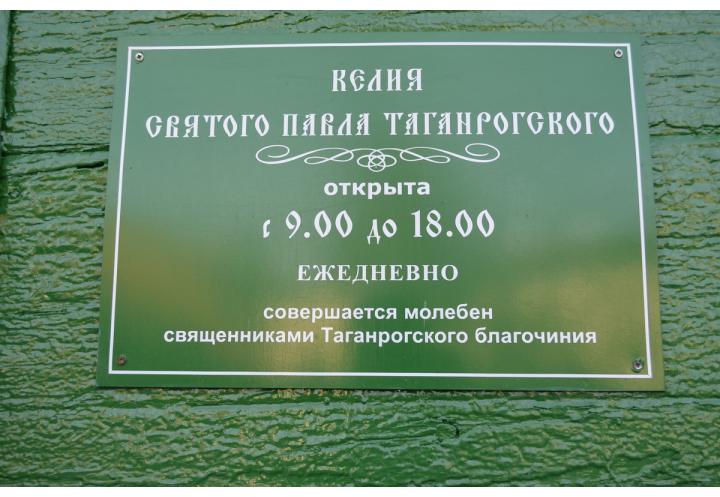 КЕЛИЯ
СВЯТОГО ПАВЛА ТАГАНРОГСКОГО
открыта
с 9.00 до 18.00
ЕЖЕДНЕВНО
совершается молебен
священниками Таганрогского благочиния